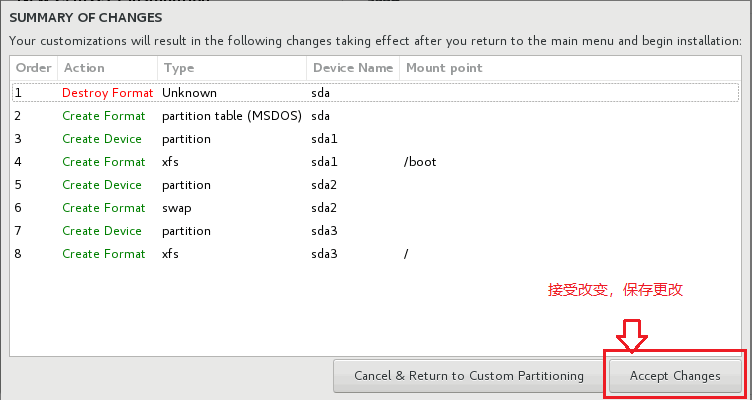 SUMMARY OF CHANGES
Your customizations will result in the following changes taking effect after you return to the main menu and begin installation:
Order Action Type Device Name Mount point
1 Destroy Format Unknown sda
2 Create Format partition table (MSDOS) sda
3 Create Device partition sda1
4 Create Format xfs sda1 /boot
5 Create Device partition sda2
6 Create Format swap sda2
7 Create Device partition sda3
8 Create Format xfs sda3 /
接受改变，保存更改
Cancel & Return to Custom Partitioning Accept Changes